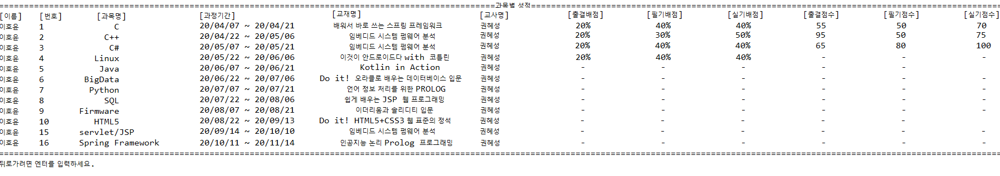 =====과목별 성적=====
[이름] [번호] [과목명] [과정기간] [교재명] [교사명] [출결배점] [필기배점] [실기배점] [출결점수] [필기점수] [실기점수]
이호윤 1 C 20/04/07 ~ 20/04/21 배워서 바로 쓰는 스프링 프레임워크 권혜성 20% 40% 40% 55 50 70
이호윤 2 C++ 20/04/22 ~ 20/05/06 임베디드 시스템 펌웨어 분석 권혜성 20% 30% 50% 95 50 75
이호윤 3 C# 20/05/07 ~ 20/05/21 임베디드 시스템 펌웨어 분석 권혜성 20% 40% 40% 65 80 100
이호윤 4 Linux 20/05/22 ~ 20/06/06 이것이 안드로이드다 with 코틀린 권혜성 20% 40% 40% - - -
이호윤 5 Java 20/06/07 ~ 20/06/21 Kotlin in Action 권혜성 - - - - - -
이호윤 6 BigData 20/06/22 ~ 20/07/06 Do it! 오라클로 배우는 데이터베이스 입문 권혜성 - - - - - -
이호윤 7 Python 20/07/07 ~ 20/07/21 언어 정보 처리를 위한 PROLOG 권혜성 - - - - - -
이호윤 8 SQL 20/07/22 ~ 20/08/06 쉽게 배우는 JSP 웹 프로그래밍 권혜성 - - - - - -
이호윤 9 Firmware 20/08/07 ~ 20/08/21 이더리움과 솔리디티 입문 권혜성 - - - - - -
이호윤 10 HTML5 20/08/22 ~ 20/09/13 Do it! HTML5+CSS3 웹 표준의 정석 권혜성 - - - - - -
이호윤 15 servlet/JSP 20/09/14 ~ 20/10/10 임베디드 시스템 펌웨어 분석 권혜성 - - - - - -
이호윤 16 Spring Framework 20/10/11 ~ 20/11/14 인공지능 논리 Prolog 프로그래밍 권혜성 - - - - - -
==========
뒤로가려면 엔터를 입력하세요.